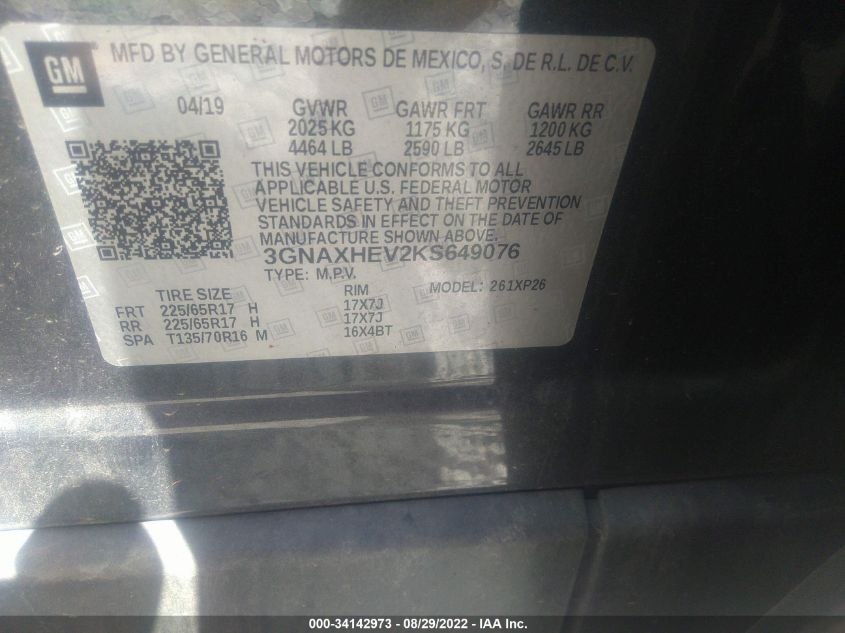 GM MFD BY GENERAL MOTORS DE MEXICO, S. DE R.L. DE C.V.
04/19 GVWR GAWR FRT GAWR RR
2025 KG 1175 KG 1200 KG
4464 LB 2590 LB 2645 LB
THIS VEHICLE CONFORMS TO ALL
APPLICABLE U.S. FEDERAL MOTOR
VEHICLE SAFETY AND THEFT PREVENTION
STANDARDS IN EFFECT ON THE DATE OF
MANUFACTURE SHOWN ABOVE.
3GNAXHEV2KS649076
TYPE: M.P.V. MODEL: 261XP26
TIRE SIZE RIM
FRT 225/65R17 H 17X7J
RR 225/65R17 H 17X7J
SPA T135/70R16 M 16X4BT
000-34142973 - 08/29/2022 - IAA Inc.